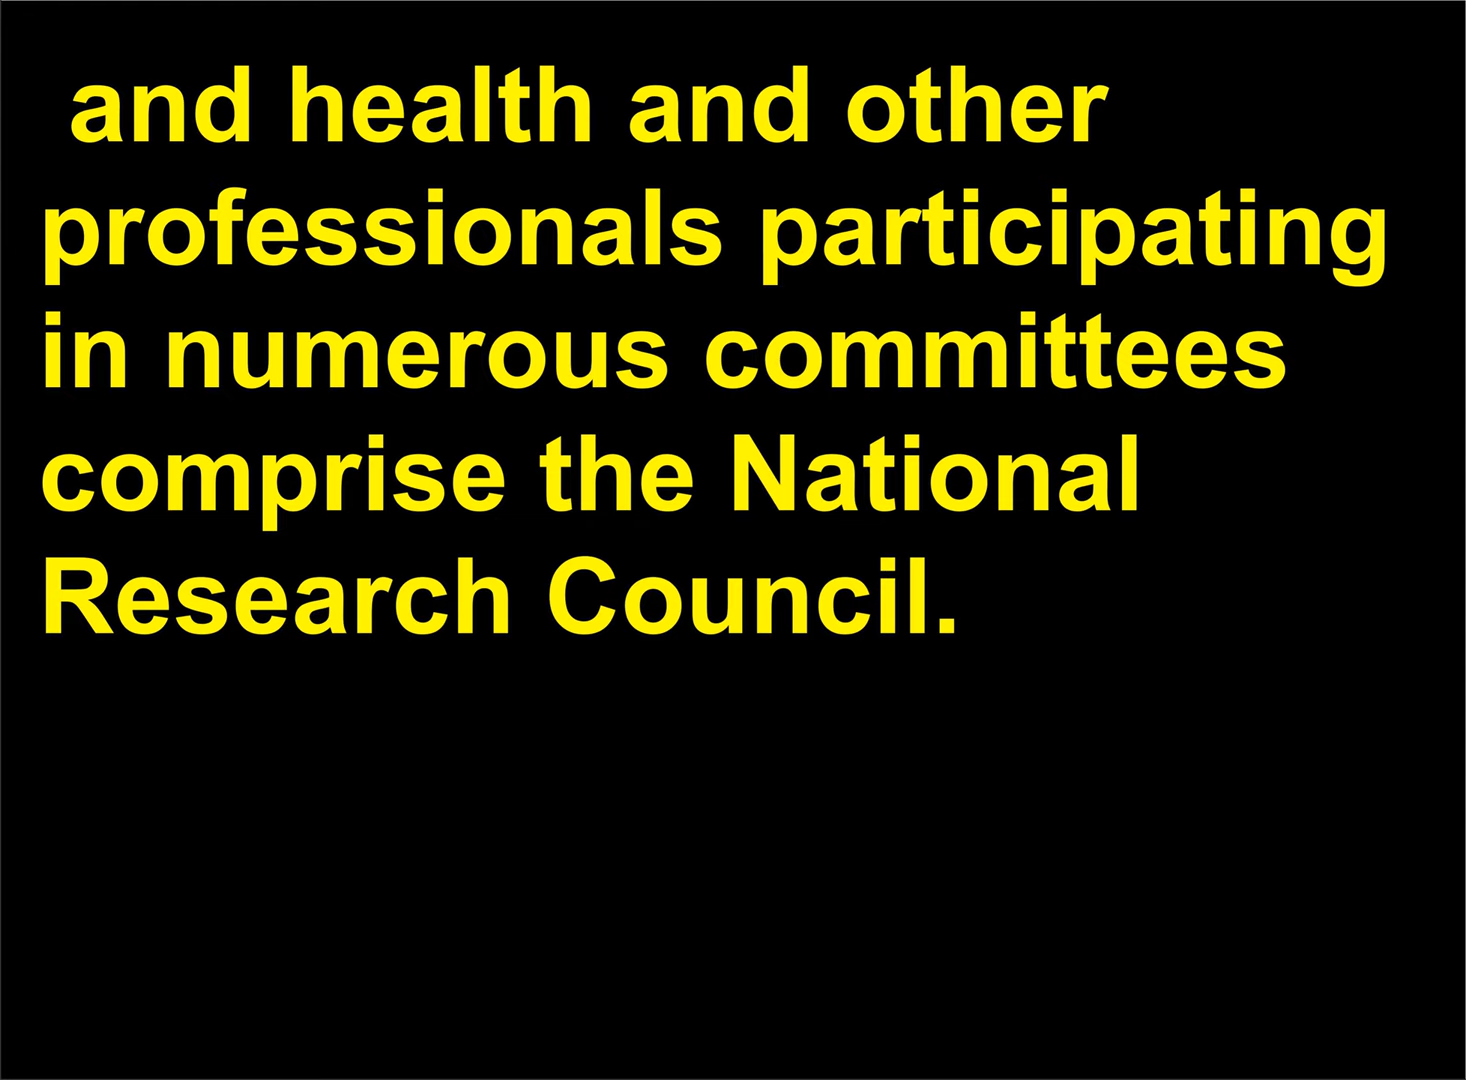 and health and other
professionals participating
in numerous committees
comprise the National
Research Council.